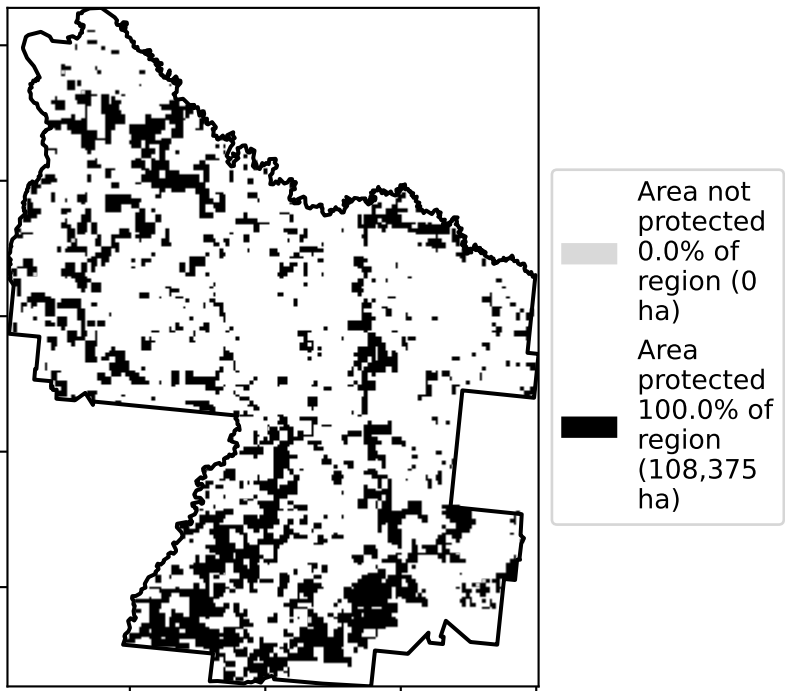 Area not
protected
0.0% of
region (0
ha)
Area
protected
100.0% of
region
(108,375
ha)